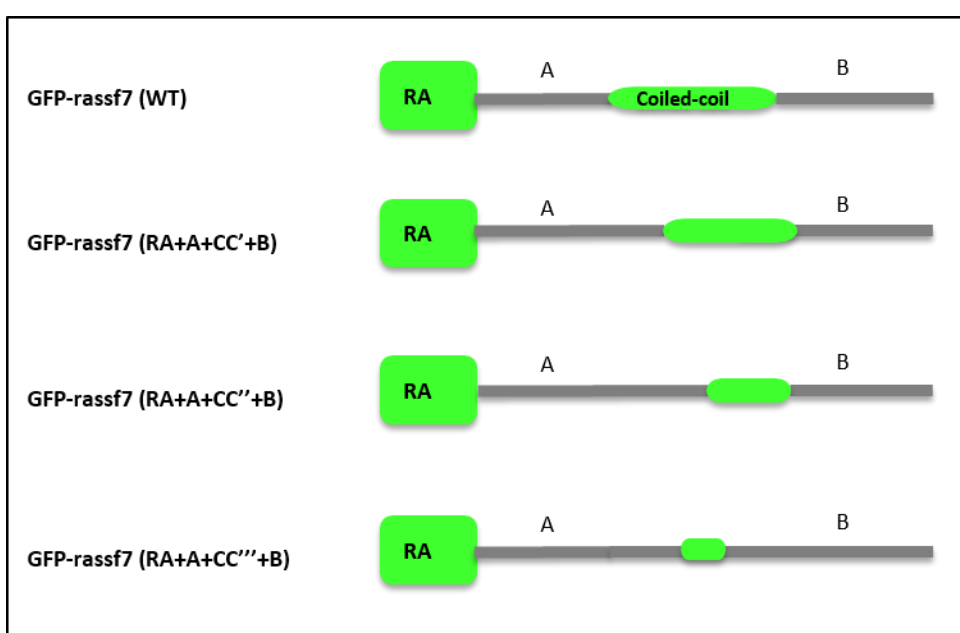 A B
GFP-rassf7 (WT) RA Coiled-coil
A B
GFP-rassf7 (RA+A+CC’+B) RA
A B
GFP-rassf7 (RA+A+CC’’+B) RA
A B
GFP-rassf7 (RA+A+CC’’’+B) RA